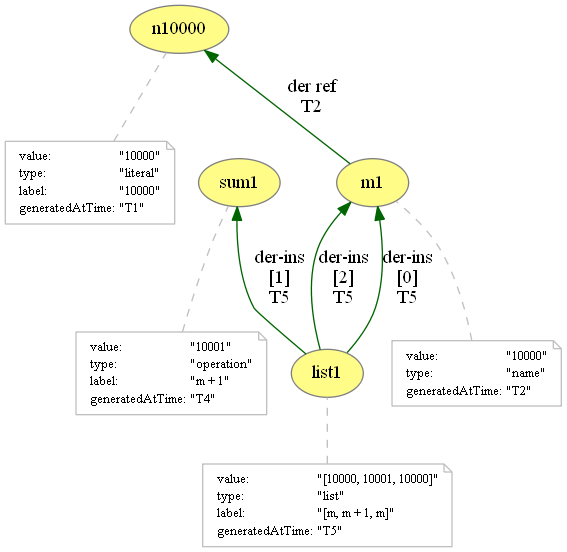 n10000
der ref
T2
value: "10000"
type: "literal"
label: "10000"
generatedAtTime: "T1"
sum1
m1
der-ins
[1]
T5
der-ins
[2]
T5
der-ins
[0]
T5
value: "10001"
type: "operation"
label: "m + 1"
generatedAtTime: "T4"
list1
value: "10000"
type: "name"
generatedAtTime: "T2"
value: "[10000, 10001, 10000]"
type: "list"
label: "[m, m + 1, m]"
generatedAtTime: "T5"